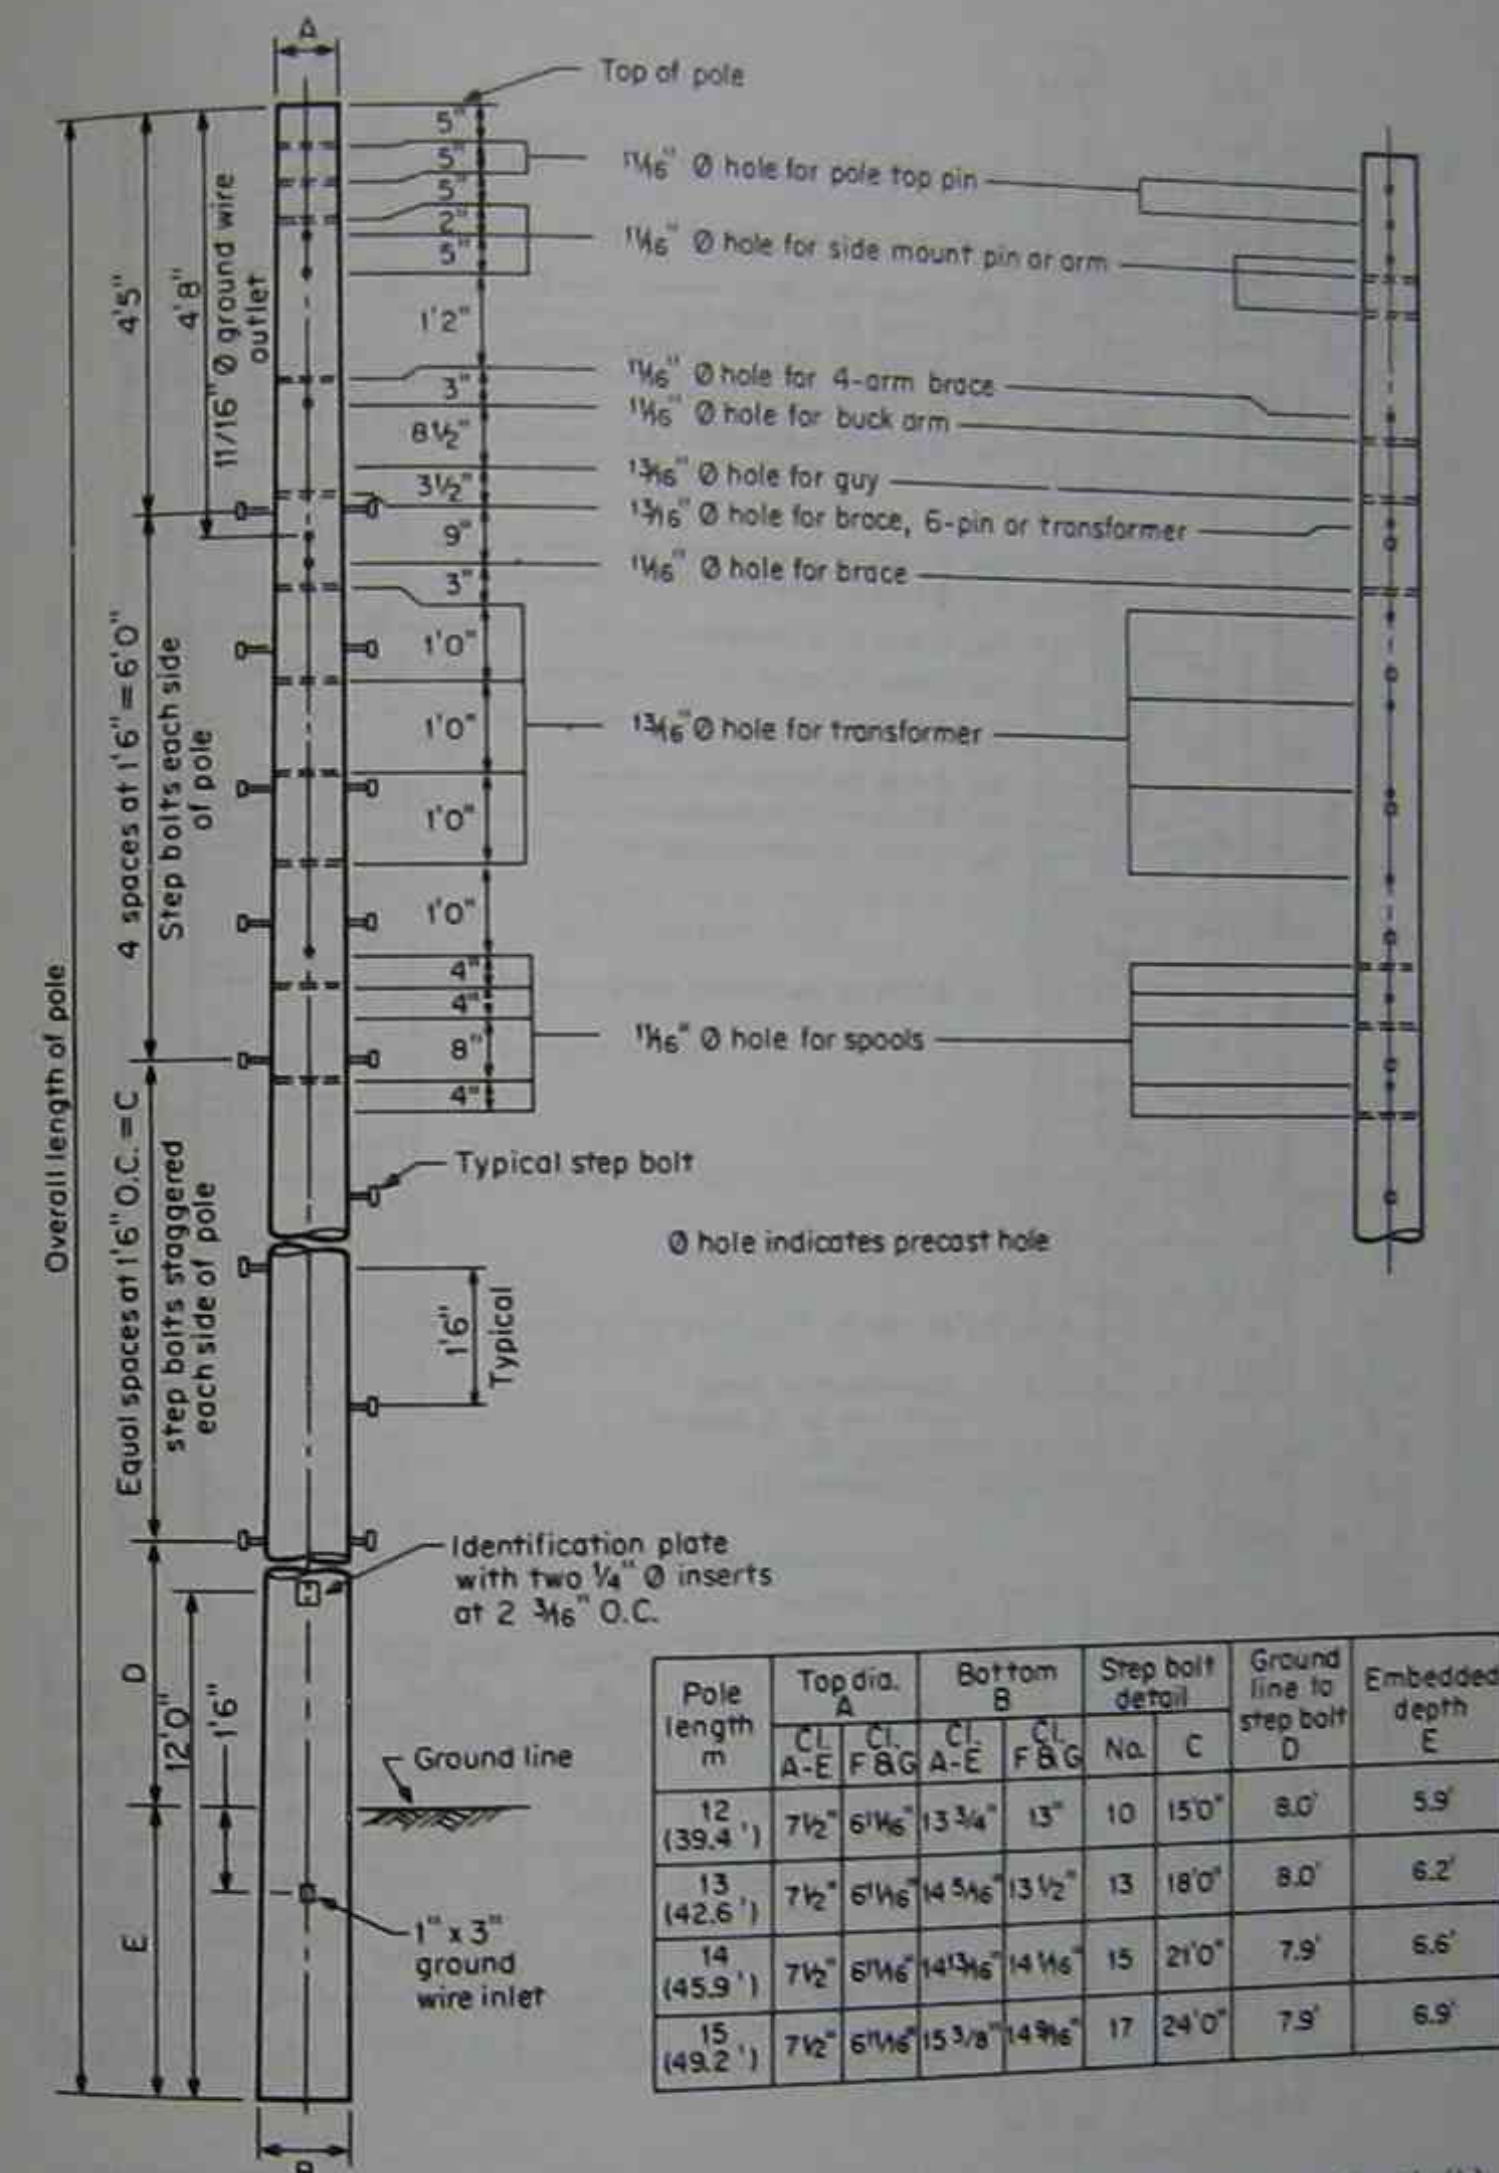 A
Top of pole
5"
5"
5"
2"
5"
1'2"
3"
8 1/2"
3 1/2"
9"
3"
1'0"
1'0"
1'0"
1'0"
4"
4"
8"
4"
11/16" Ø hole for pole top pin
11/16" Ø hole for side mount pin or arm
11/16" Ø hole for 4-arm brace
11/16" Ø hole for buck arm
13/16" Ø hole for guy
13/16" Ø hole for brace, 6-pin or transformer
11/16" Ø hole for brace
13/16" Ø hole for transformer
11/16" Ø hole for spools
Overall length of pole
4'5"
4'8"
11/16" Ø ground wire
outlet
4 spaces at 1'6" = 6'0"
Step bolts each side
of pole
Equal spaces at 1'6" O.C. = C
step bolts staggered
each side of pole
Typical step bolt
Ø hole indicates precast hole
1'6"
Typical
Identification plate
with two 1/4" Ø inserts
at 2 3/16" O.C.
D
12'0"
1'6"
Ground line
E
1" x 3"
ground
wire inlet
B
Pole length m | Top dia. A | Bottom B | Step bolt detail | Ground line to step bolt D | Embedded depth E
Cl. A-E | Cl. F & G | Cl. A-E | Cl. F & G | No. | C
12 (39.4') | 7 1/2" | 6 11/16" | 13 3/4" | 13" | 10 | 15'0" | 8.0' | 5.9'
13 (42.6') | 7 1/2" | 6 11/16" | 14 5/16" | 13 1/2" | 13 | 18'0" | 8.0' | 6.2'
14 (45.9') | 7 1/2" | 6 11/16" | 14 13/16" | 14 1/16" | 15 | 21'0" | 7.9' | 6.6'
15 (49.2') | 7 1/2" | 6 11/16" | 15 3/8" | 14 9/16" | 17 | 24'0" | 7.9' | 6.9'